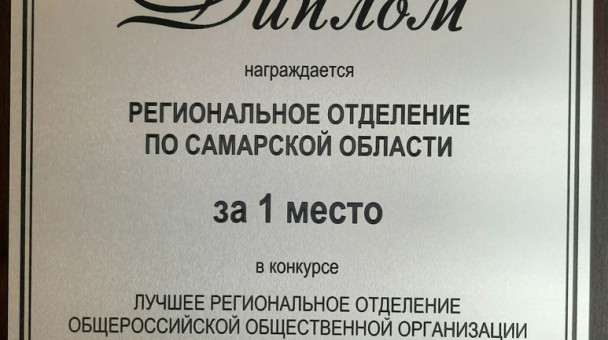 Диплом
награждается
РЕГИОНАЛЬНОЕ ОТДЕЛЕНИЕ
ПО САМАРСКОЙ ОБЛАСТИ
за 1 место
в конкурсе
ЛУЧШЕЕ РЕГИОНАЛЬНОЕ ОТДЕЛЕНИЕ
ОБЩЕРОССИЙСКОЙ ОБЩЕСТВЕННОЙ ОРГАНИЗАЦИИ